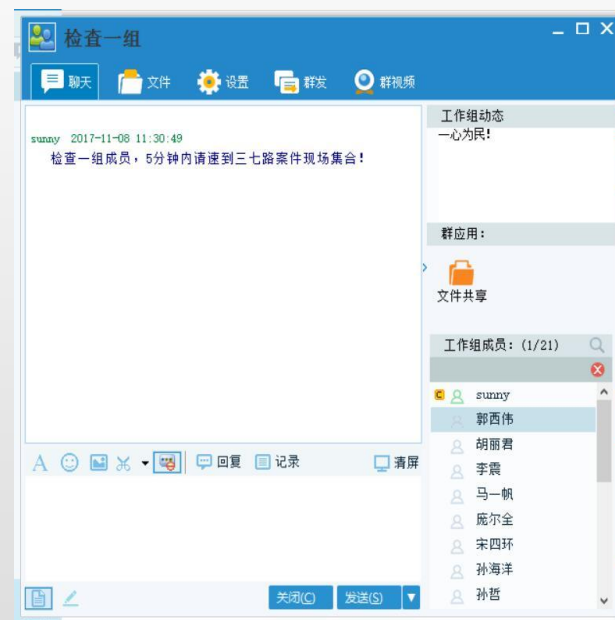 检查一组
聊天 文件 设置 群发 群视频
sunny 2017-11-08 11:30:49
检查一组成员，5分钟内请速到三七路案件现场集合!
工作组动态
一心为民!
群应用:
文件共享
工作组成员: (1/21)
C sunny
郭西伟
胡丽君
李震
马一帆
庞尔全
宋四环
孙海洋
孙哲
A 回复 记录 清屏
关闭(C) 发送(S)